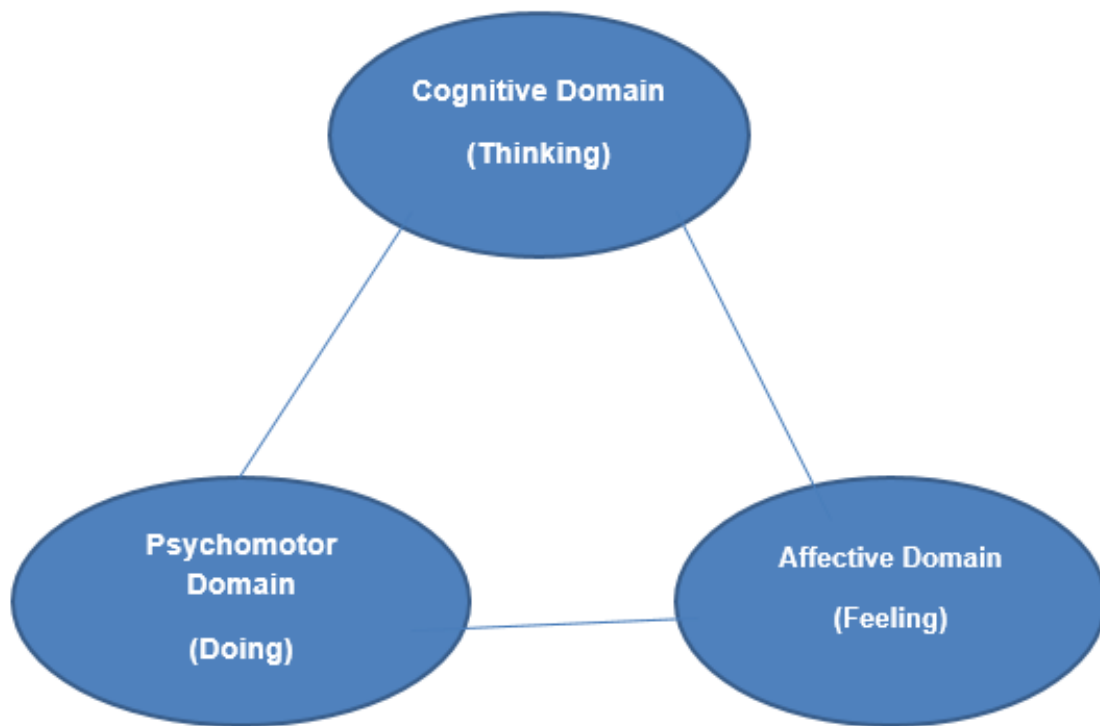 Cognitive Domain
(Thinking)
Psychomotor
Domain
(Doing)
Affective Domain
(Feeling)